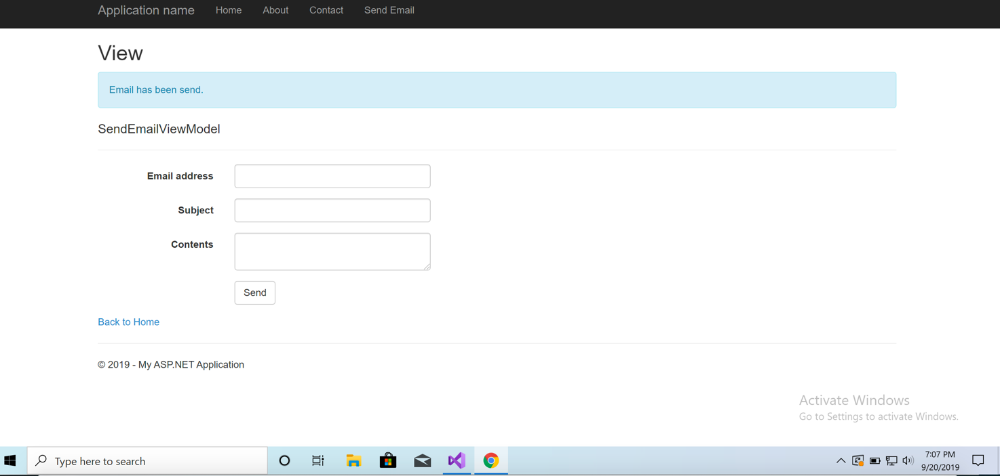 Application name Home About Contact Send Email
View
Email has been send.
SendEmailViewModel
Email address
Subject
Contents
Send
Back to Home
© 2019 - My ASP.NET Application
Activate Windows
Go to Settings to activate Windows.
Type here to search
7:07 PM
9/20/2019